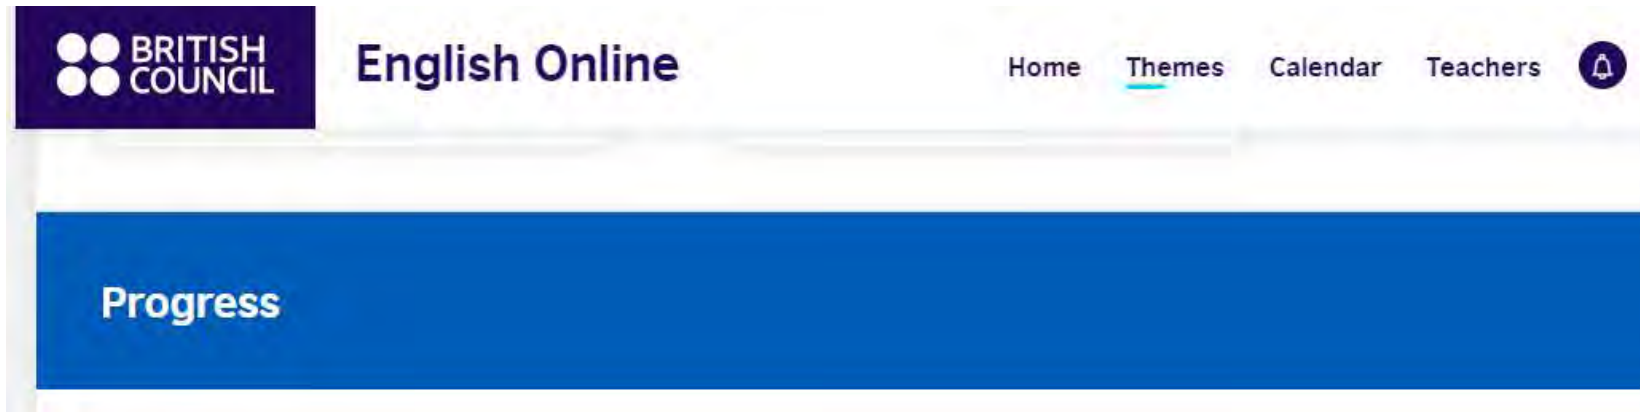 BRITISH
COUNCIL
English Online
Home Themes Calendar Teachers
Progress